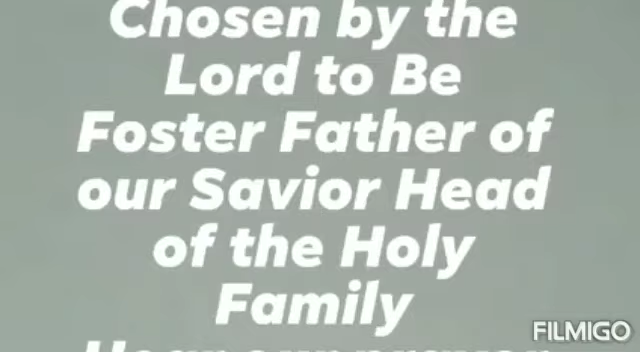 Chosen by the
Lord to Be
Foster Father of
our Savior Head
of the Holy
Family
FILMIGO